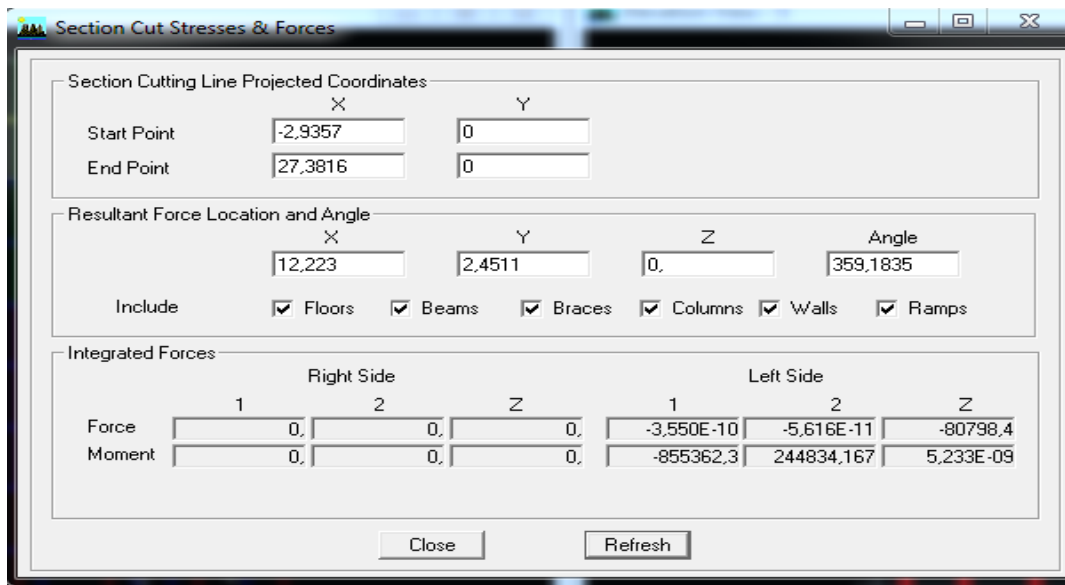 Section Cut Stresses & Forces
Section Cutting Line Projected Coordinates
X Y
Start Point -2,9357 0
End Point 27,3816 0
Resultant Force Location and Angle
X Y Z Angle
12,223 2,4511 0, 359,1835
Include Floors Beams Braces Columns Walls Ramps
Integrated Forces
Right Side Left Side
1 2 Z 1 2 Z
Force 0, 0, 0, -3,550E-10 -5,616E-11 -80798,4
Moment 0, 0, 0, -855362,3 244834,167 5,233E-09
Close Refresh